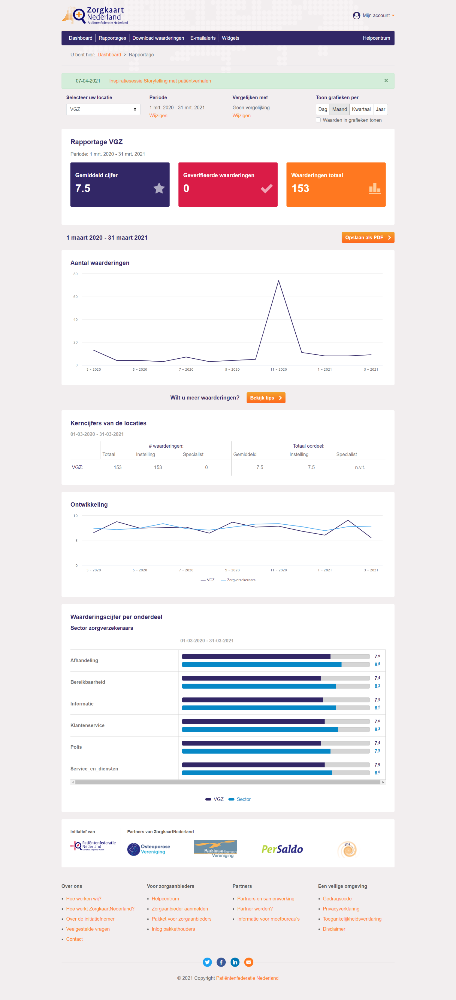 Zorgkaart
Nederland
Patiëntenfederatie Nederland
Mijn account
Dashboard Rapportages Download waarderingen E-mailalerts Widgets Helpcentrum
U bent hier: Dashboard > Rapportage
07-04-2021 Inspiratiesessie Storytelling met patiëntverhalen ×
Selecteer uw locatie Periode Vergelijken met Toon grafieken per
VGZ 1 mrt. 2020 - 31 mrt. 2021 Geen vergelijking Dag Maand Kwartaal Jaar
Wijzigen Wijzigen
Waarden in grafieken tonen
Rapportage VGZ
Periode: 1 mrt. 2020 - 31 mrt. 2021
Gemiddeld cijfer Geverifieerde waarderingen Waarderingen totaal
7.5 0 153
1 maart 2020 - 31 maart 2021 Opslaan als PDF
Aantal waarderingen
80
60
40
20
0
3 – 2020 5 – 2020 7 – 2020 9 – 2020 11 – 2020 1 – 2021 3 – 2021
Wilt u meer waarderingen? Bekijk tips
Kerncijfers van de locaties
01-03-2020 - 31-03-2021
# waarderingen: Totaal oordeel:
Totaal Instelling Specialist Gemiddeld Instelling Specialist
VGZ: 153 153 0 7.5 7.5 n.v.t.
Ontwikkeling
10
5
0
3 – 2020 5 – 2020 7 – 2020 9 – 2020 11 – 2020 1 – 2021 3 – 2021
VGZ Zorgverzekeraars
Waarderingscijfer per onderdeel
Sector zorgverzekeraars
01-03-2020 - 31-03-2021
Afhandeling 7.9
8.5
Bereikbaarheid 7.4
8.2
Informatie 7.5
8.2
Klantenservice 7.6
8.3
Polis 7.4
7.9
Service_en_diensten 7.6
8.0
VGZ Sector
Initiatief van Partners van ZorgkaartNederland
Patiëntenfederatie
Nederland
samen de zorg beter maken
Osteoporose
Vereniging
Parkinson
Vereniging
PerSaldo
PDS
Over ons Voor zorgaanbieders Partners Een veilige omgeving
Hoe werken wij? Helpcentrum Partners en samenwerking Gedragscode
Hoe werkt ZorgkaartNederland? Zorgaanbieder aanmelden Partner worden? Privacyverklaring
Over de initiatiefnemer Pakket voor zorgaanbieders Informatie voor meetbureau's Toegankelijkheidsverklaring
Veelgestelde vragen Inlog pakkethouders Disclaimer
Contact
© 2021 Copyright Patiëntenfederatie Nederland